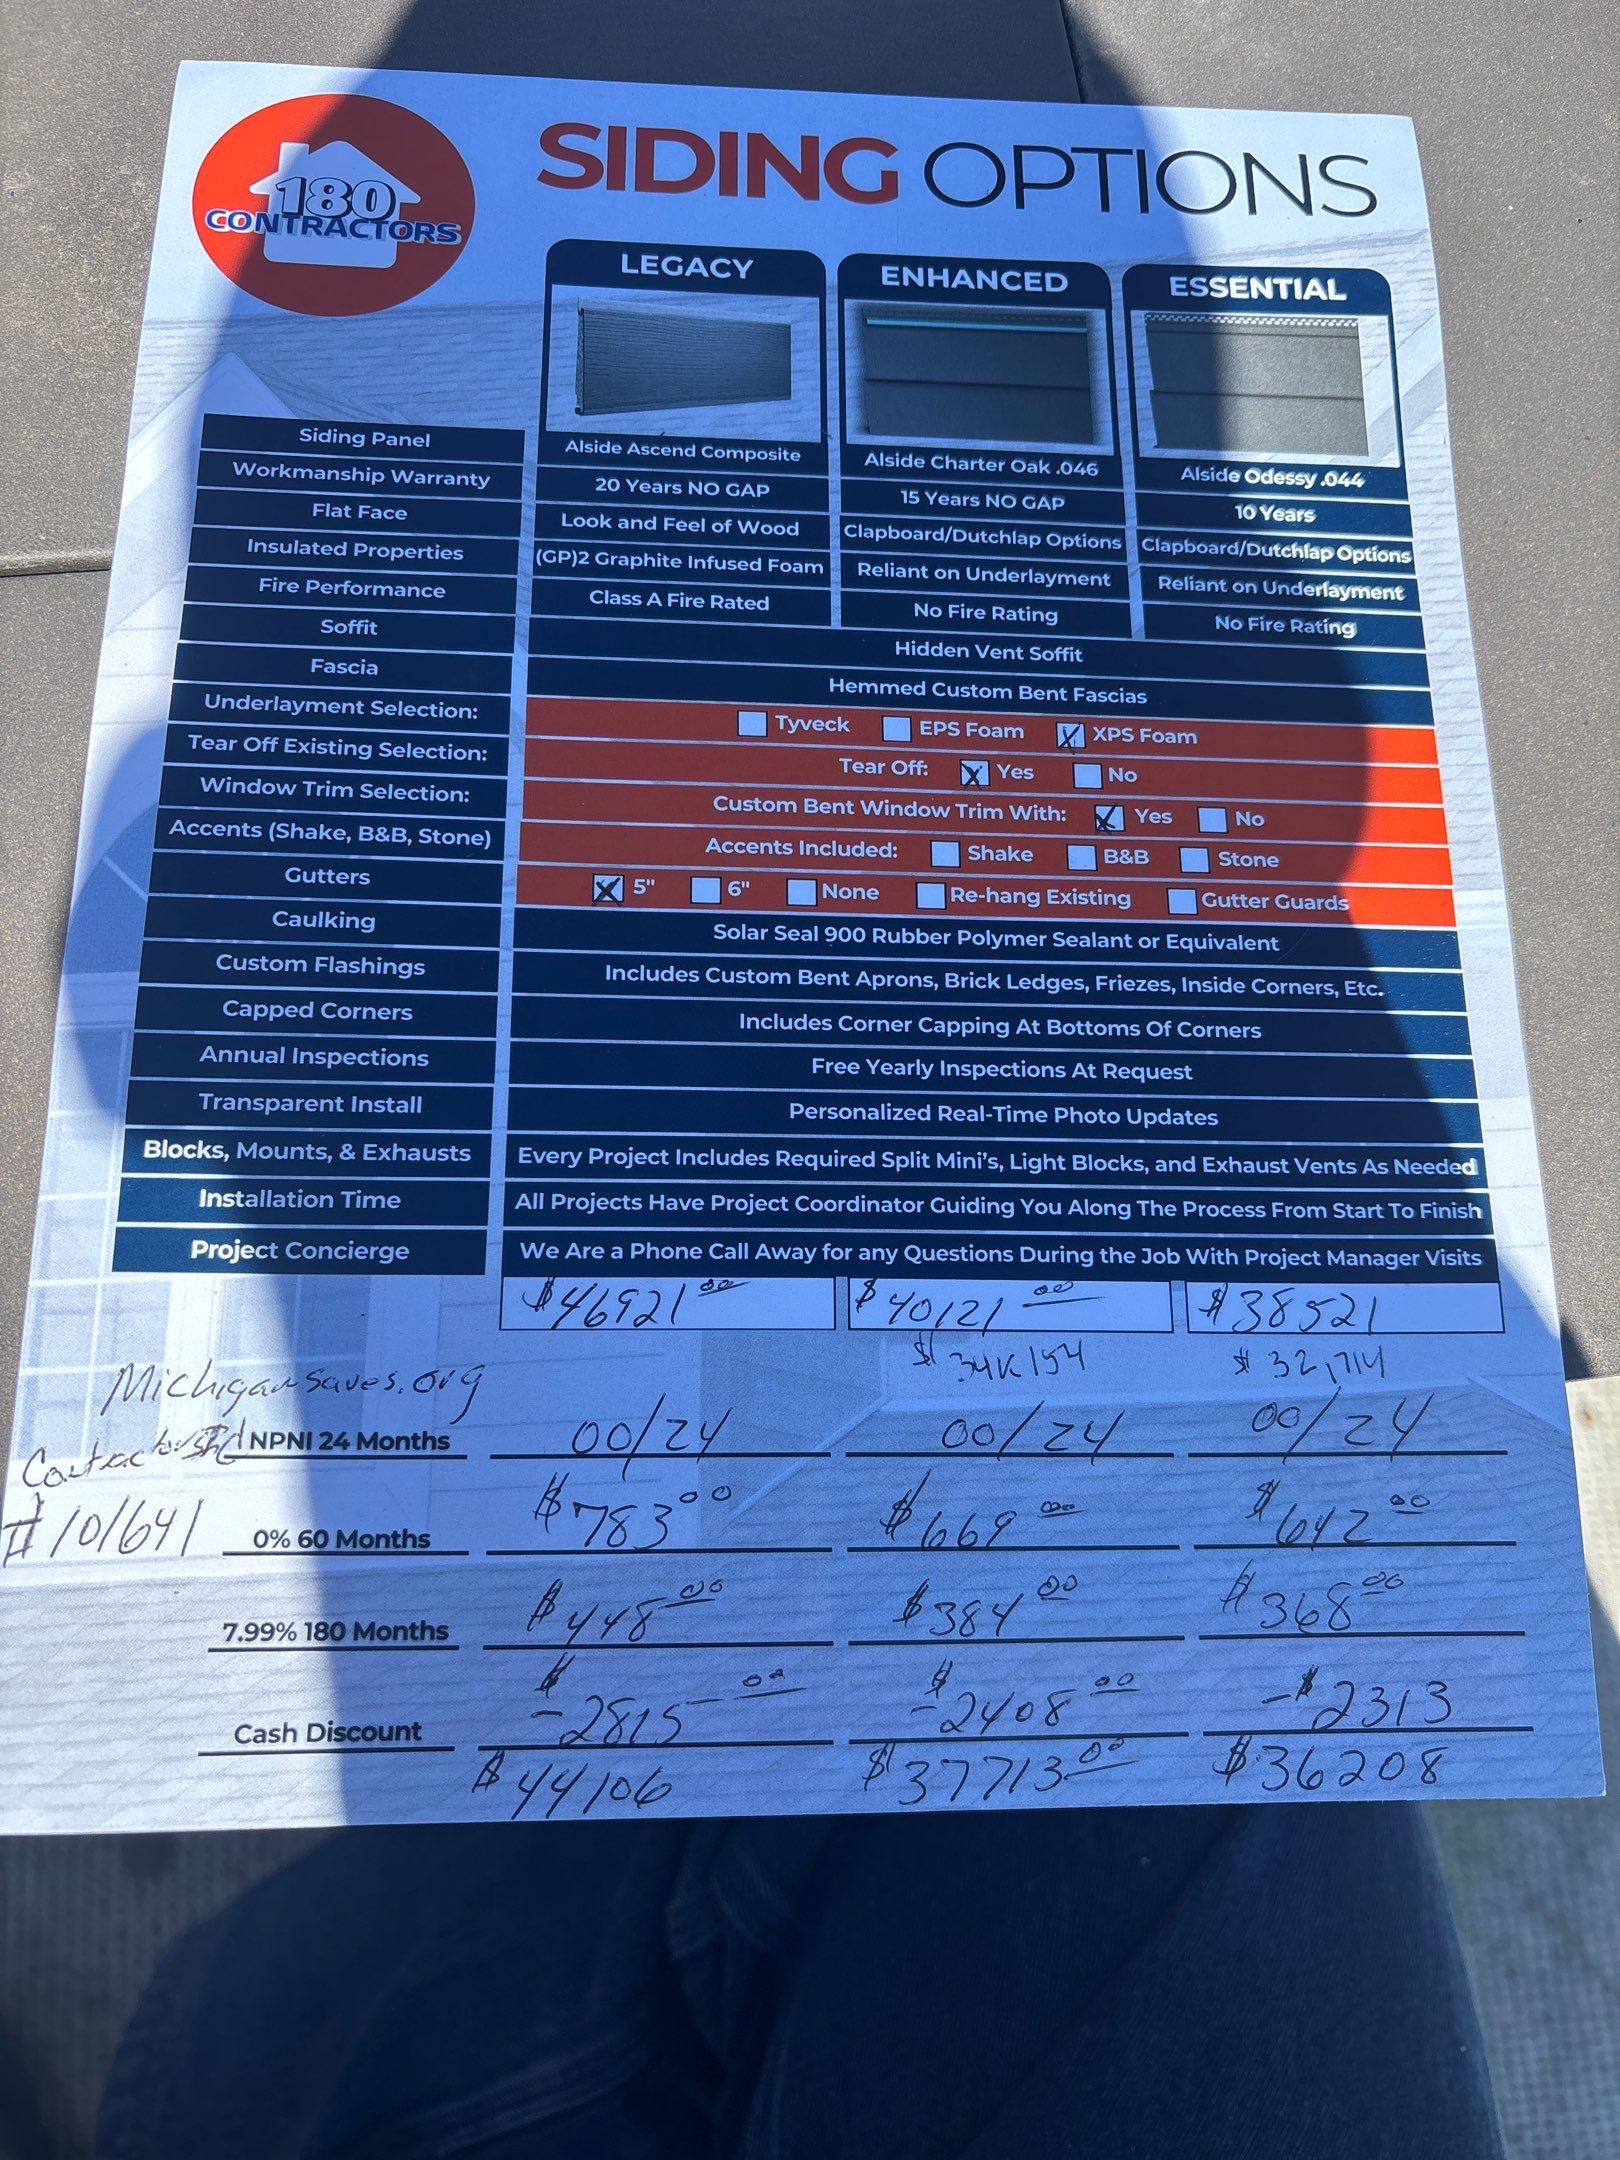 180
CONTRACTORS
SIDING OPTIONS
LEGACY ENHANCED ESSENTIAL
Siding Panel Alside Ascend Composite Alside Charter Oak .046 Alside Odessy .044
Workmanship Warranty 20 Years NO GAP 15 Years NO GAP 10 Years
Flat Face Look and Feel of Wood Clapboard/Dutchlap Options Clapboard/Dutchlap Options
Insulated Properties (GP)2 Graphite Infused Foam Reliant on Underlayment Reliant on Underlayment
Fire Performance Class A Fire Rated No Fire Rating No Fire Rating
Soffit Hidden Vent Soffit
Fascia Hemmed Custom Bent Fascias
Underlayment Selection: Tyveck EPS Foam XPS Foam
Tear Off Existing Selection: Tear Off: Yes No
Window Trim Selection: Custom Bent Window Trim With: Yes No
Accents (Shake, B&B, Stone) Accents Included: Shake B&B Stone
Gutters 5" 6" None Re-hang Existing Gutter Guards
Caulking Solar Seal 900 Rubber Polymer Sealant or Equivalent
Custom Flashings Includes Custom Bent Aprons, Brick Ledges, Friezes, Inside Corners, Etc.
Capped Corners Includes Corner Capping At Bottoms Of Corners
Annual Inspections Free Yearly Inspections At Request
Transparent Install Personalized Real-Time Photo Updates
Blocks, Mounts, & Exhausts Every Project Includes Required Split Mini's, Light Blocks, and Exhaust Vents As Needed
Installation Time All Projects Have Project Coordinator Guiding You Along The Process From Start To Finish
Project Concierge We Are a Phone Call Away for any Questions During the Job With Project Manager Visits
$46921 00 $40121 00 $38521
$34K154 $32,714
Michigansaves.org
NPNI 24 Months 00/24 00/24 00/24
#101641
0% 60 Months $783 00 $669 00 $642 00
7.99% 180 Months $448 00 $384 00 $368 00
Cash Discount -$2815 00 -$2408 00 -$2313
$44106 $37713 00 $36208